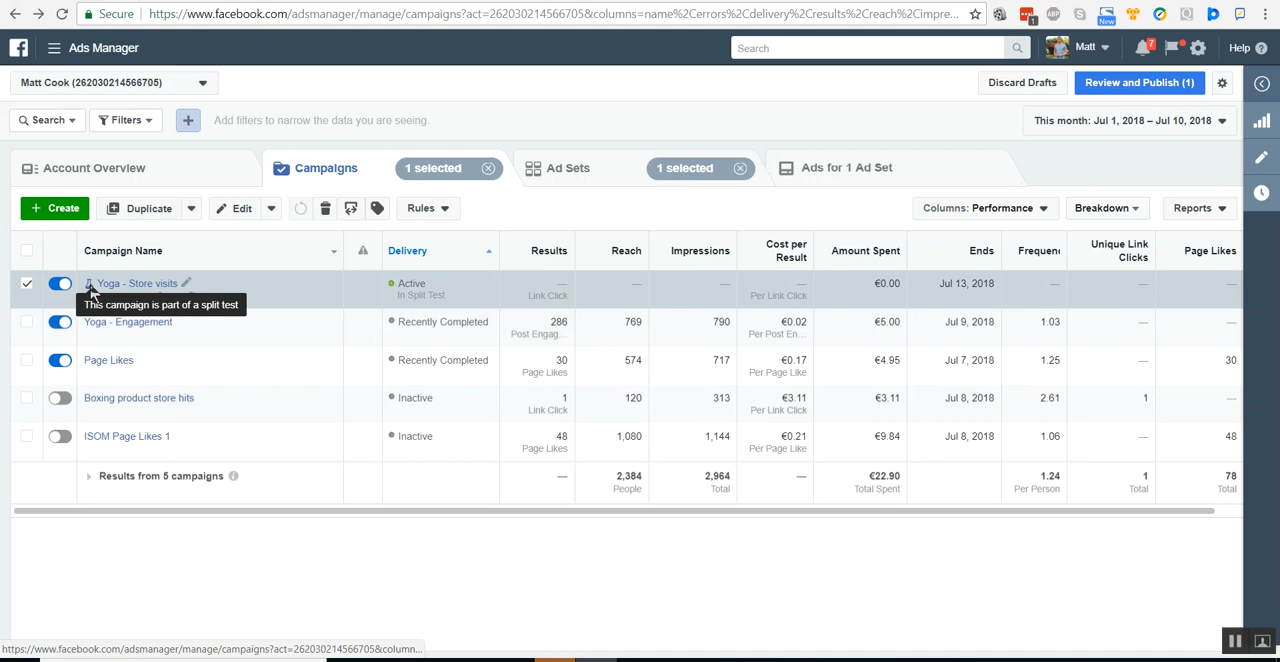 Secure
https://www.facebook.com/adsmanager/manage/campaigns?act=262030214566705&columns=name%2Cerrors%2Cdelivery%2Cresults%2Creach%2Cimpre...
1
ABP
New
Ads Manager
Search
Matt
7
Help
Matt Cook (262030214566705)
Discard Drafts
Review and Publish (1)
Search
Filters
Add filters to narrow the data you are seeing.
This month: Jul 1, 2018 – Jul 10, 2018
Account Overview
Campaigns
1 selected
Ad Sets
1 selected
Ads for 1 Ad Set
+ Create
Duplicate
Edit
Rules
Columns: Performance
Breakdown
Reports
Campaign Name
Delivery
Results
Reach
Impressions
Cost per Result
Amount Spent
Ends
Frequenc
Unique Link Clicks
Page Likes
Yoga - Store visits
Active
In Split Test
—
Link Click
—
—
—
Per Link Click
€0.00
Jul 13, 2018
—
—
—
This campaign is part of a split test
Yoga - Engagement
Recently Completed
286
Post Engag...
769
790
€0.02
Per Post En...
€5.00
Jul 9, 2018
1.03
—
—
Page Likes
Recently Completed
30
Page Likes
574
717
€0.17
Per Page Like
€4.95
Jul 7, 2018
1.25
—
30
Boxing product store hits
Inactive
1
Link Click
120
313
€3.11
Per Link Click
€3.11
Jul 8, 2018
2.61
1
—
ISOM Page Likes 1
Inactive
48
Page Likes
1,080
1,144
€0.21
Per Page Like
€9.84
Jul 8, 2018
1.06
—
48
Results from 5 campaigns
—
2,384
People
2,964
Total
—
€22.90
Total Spent
1.24
Per Person
1
Total
78
Total
https://www.facebook.com/adsmanager/manage/campaigns?act=262030214566705&column...